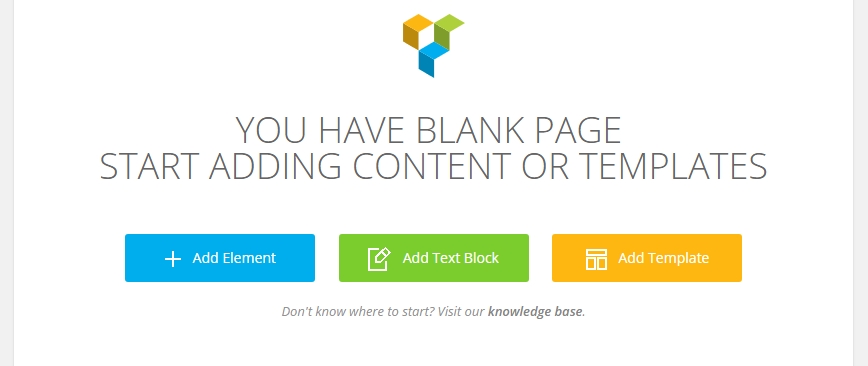 YOU HAVE BLANK PAGE
START ADDING CONTENT OR TEMPLATES
Add Element
Add Text Block
Add Template
Don't know where to start? Visit our knowledge base.